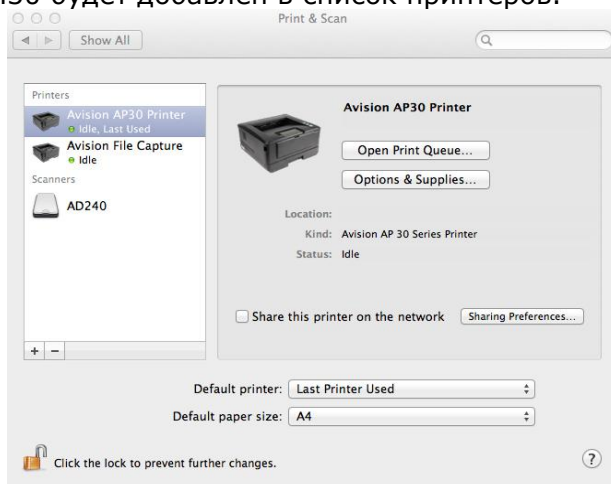 будет добавлен в список принтеров.
Print & Scan
Show All
Printers
Avision AP30 Printer
Idle, Last Used
Avision File Capture
Idle
Scanners
AD240
Avision AP30 Printer
Open Print Queue...
Options & Supplies...
Location:
Kind: Avision AP 30 Series Printer
Status: Idle
Share this printer on the network
Sharing Preferences...
+ −
Default printer: Last Printer Used
Default paper size: A4
Click the lock to prevent further changes.
?